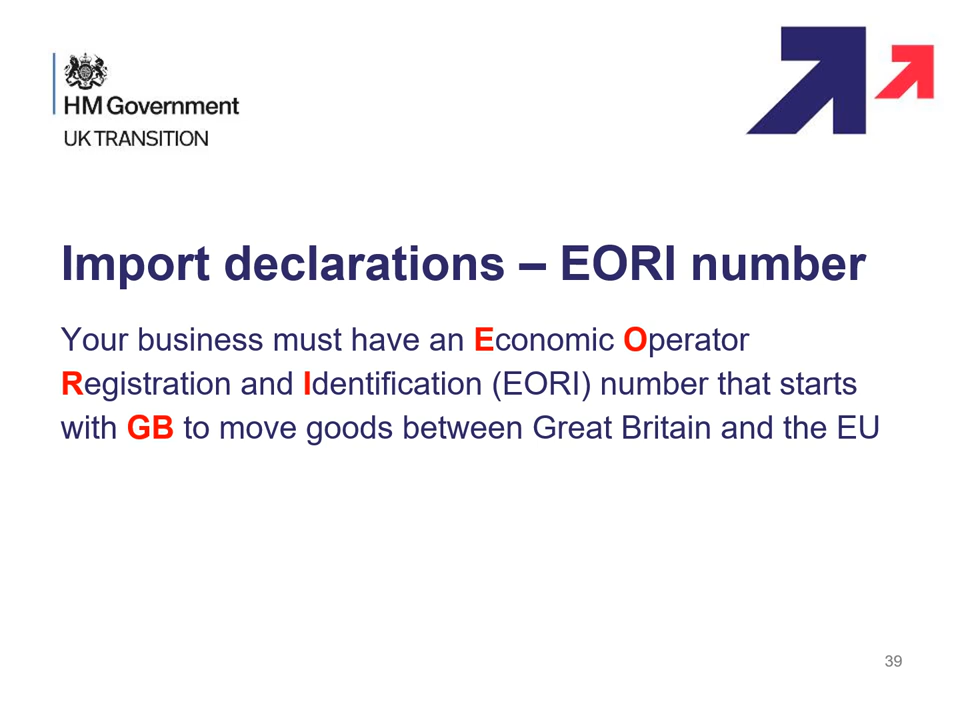 HM Government
UK TRANSITION
Import declarations – EORI number
Your business must have an Economic Operator
Registration and Identification (EORI) number that starts
with GB to move goods between Great Britain and the EU
39